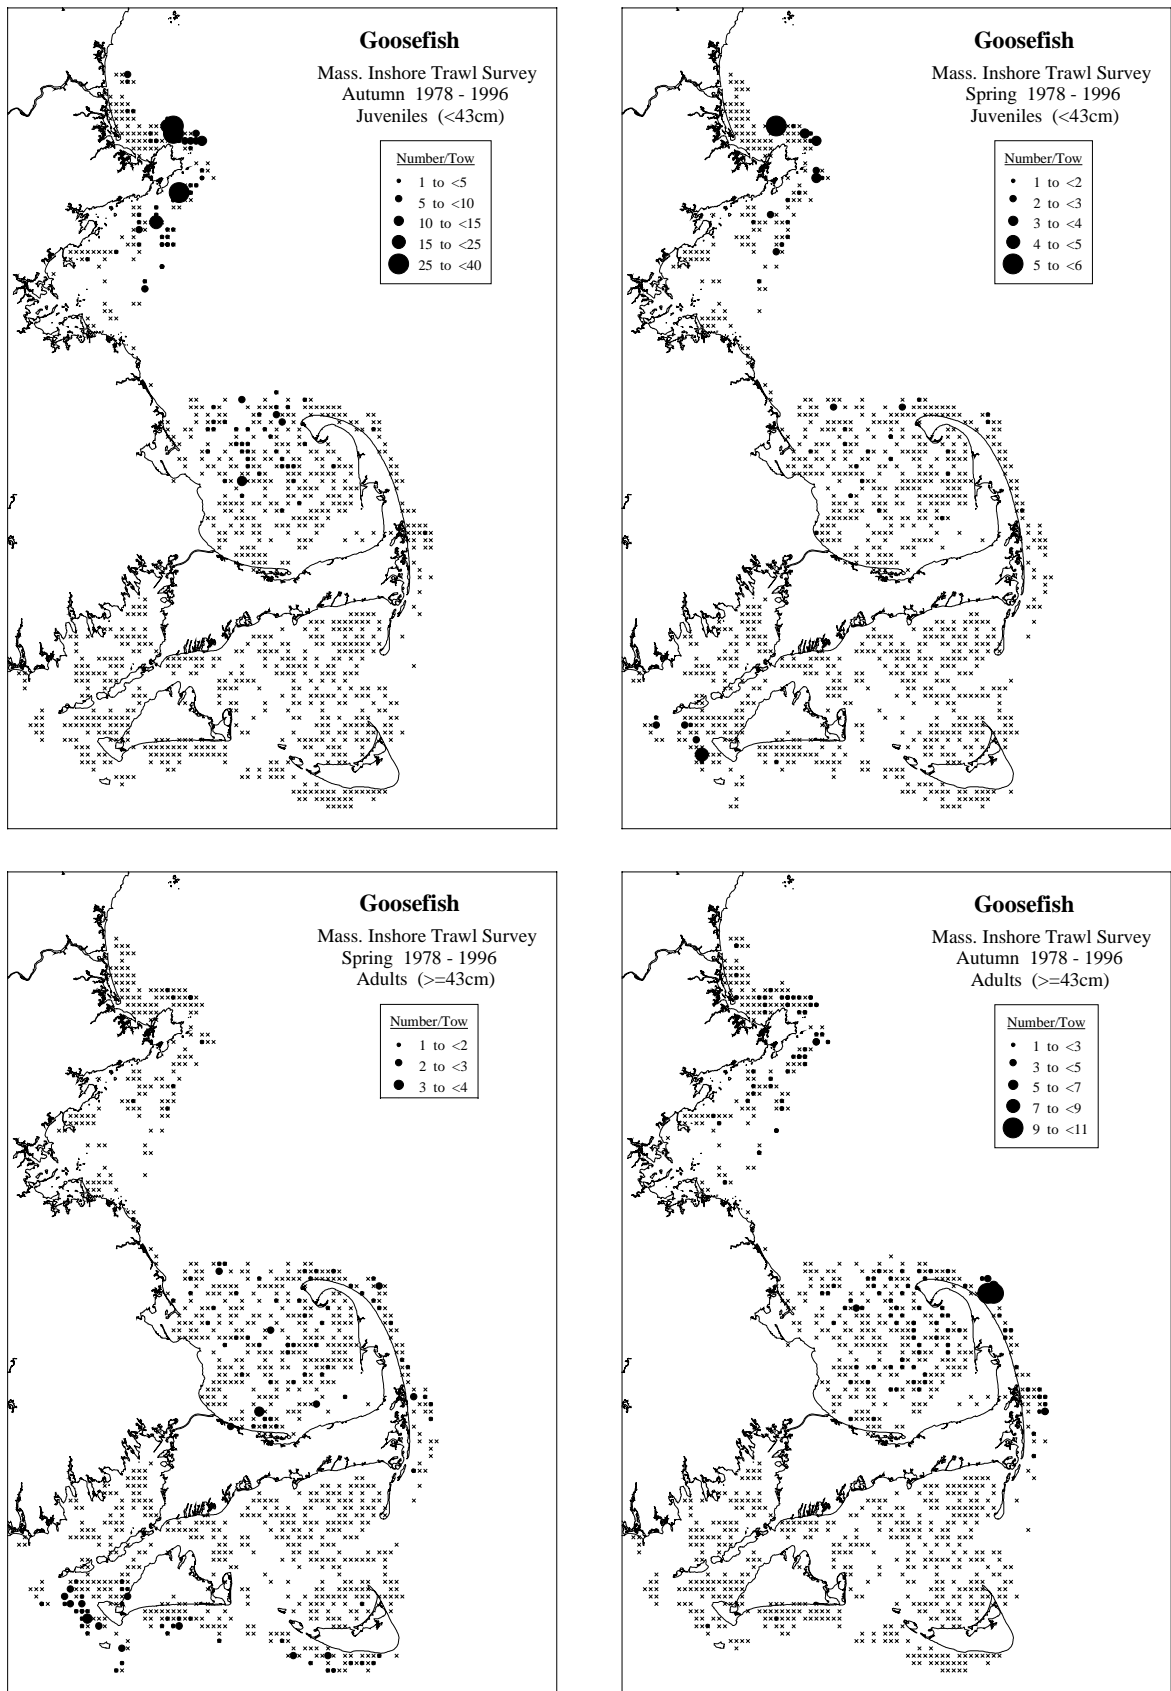 Goosefish
Mass. Inshore Trawl Survey
Autumn 1978 - 1996
Juveniles (<43cm)
Number/Tow
1 to <5
5 to <10
10 to <15
15 to <25
25 to <40
Goosefish
Mass. Inshore Trawl Survey
Spring 1978 - 1996
Juveniles (<43cm)
Number/Tow
1 to <2
2 to <3
3 to <4
4 to <5
5 to <6
Goosefish
Mass. Inshore Trawl Survey
Spring 1978 - 1996
Adults (>=43cm)
Number/Tow
1 to <2
2 to <3
3 to <4
Goosefish
Mass. Inshore Trawl Survey
Autumn 1978 - 1996
Adults (>=43cm)
Number/Tow
1 to <3
3 to <5
5 to <7
7 to <9
9 to <11